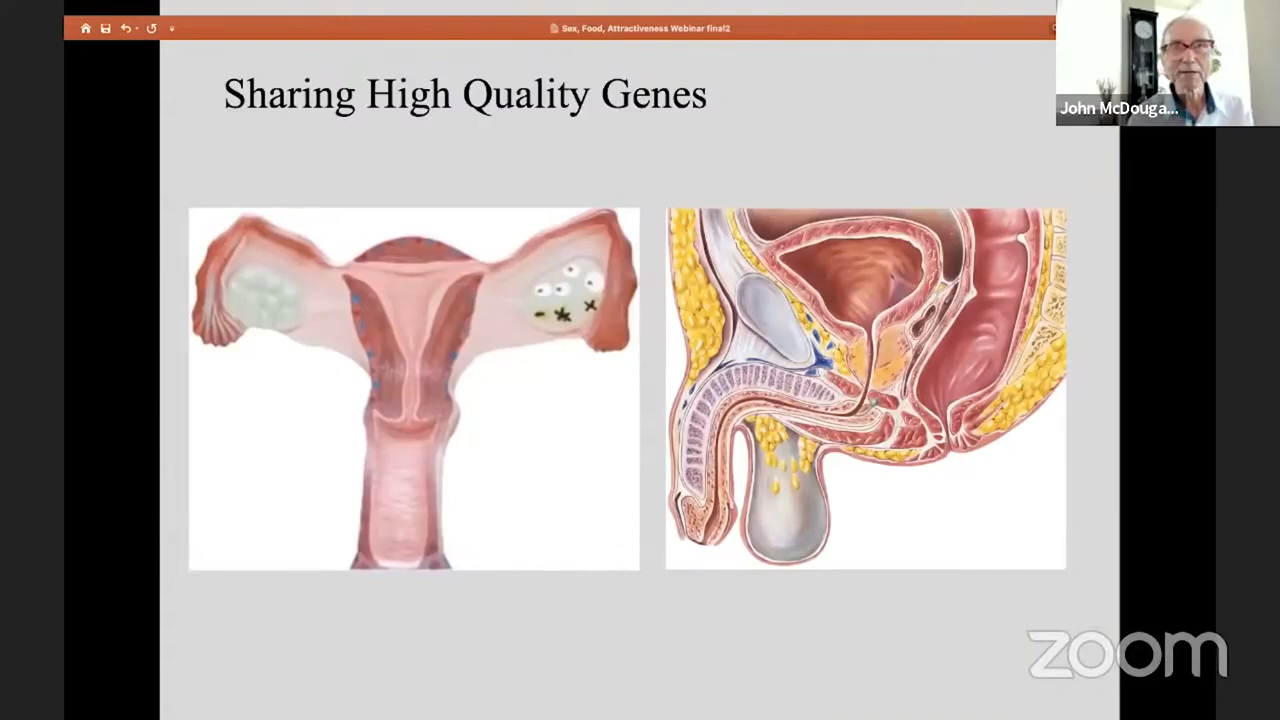 Sex, Food, Attractiveness Webinar final2
Sharing High Quality Genes
John McDouga...
zoom